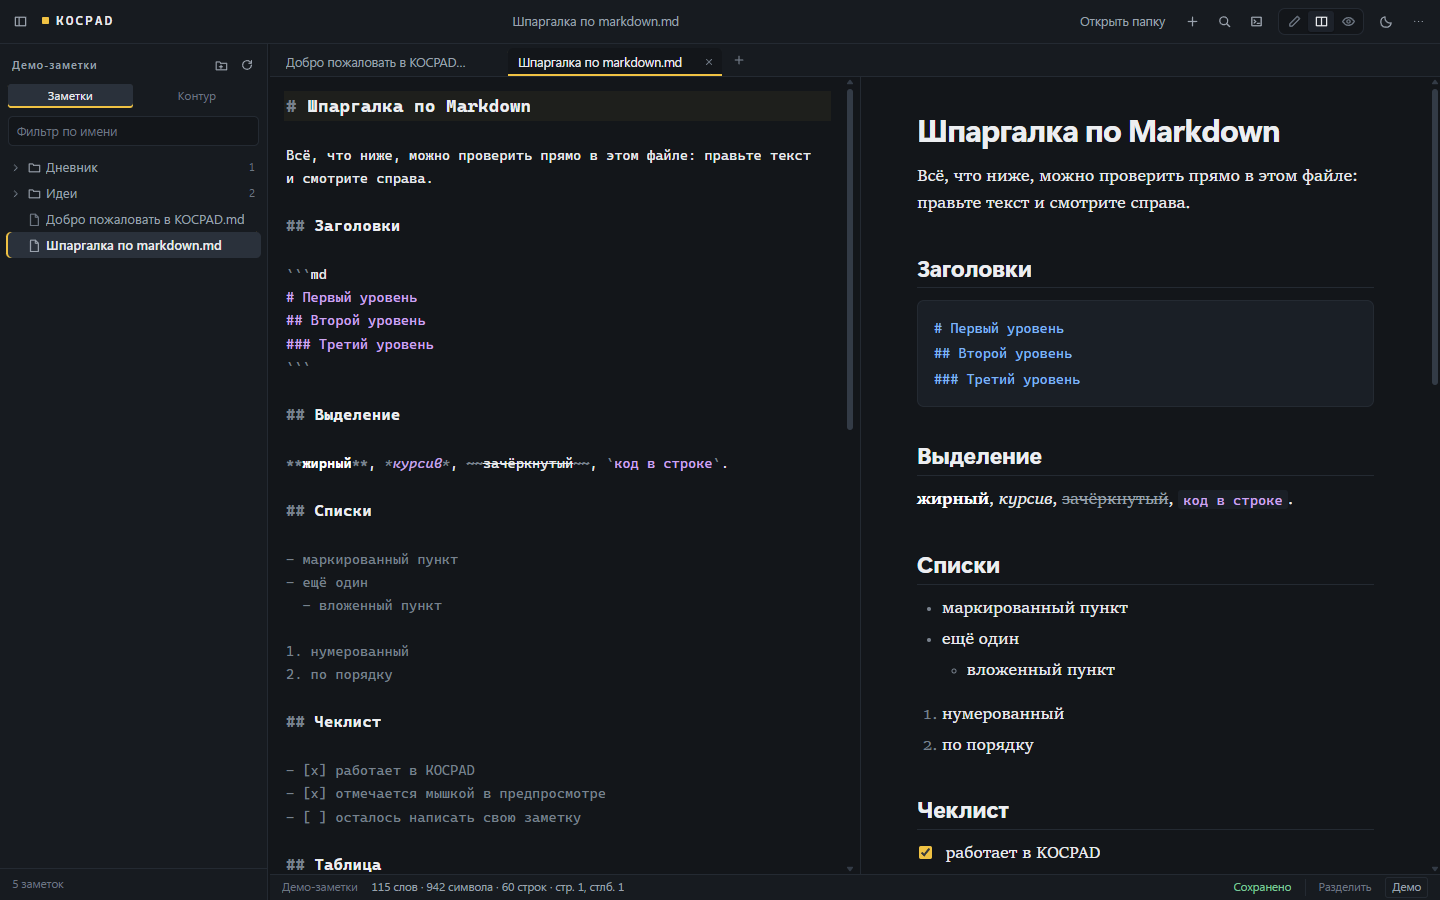 KOCPAD
Шпаргалка по markdown.md
Открыть папку
Демо-заметки
Заметки
Контур
Фильтр по имени
Дневник 1
Идеи 2
Добро пожаловать в KOCPAD.md
Шпаргалка по markdown.md
5 заметок
Добро пожаловать в KOCPAD...
Шпаргалка по markdown.md
# Шпаргалка по Markdown
Всё, что ниже, можно проверить прямо в этом файле: правьте текст
и смотрите справа.
## Заголовки
```md
# Первый уровень
## Второй уровень
### Третий уровень
```
## Выделение
**жирный**, *курсив*, ~~зачёркнутый~~, `код в строке`.
## Списки
- маркированный пункт
- ещё один
  - вложенный пункт
1. нумерованный
2. по порядку
## Чеклист
- [x] работает в KOCPAD
- [x] отмечается мышкой в предпросмотре
- [ ] осталось написать свою заметку
## Таблица
Шпаргалка по Markdown
Всё, что ниже, можно проверить прямо в этом файле:
правьте текст и смотрите справа.
Заголовки
# Первый уровень
## Второй уровень
### Третий уровень
Выделение
жирный, курсив, зачёркнутый, код в строке.
Списки
• маркированный пункт
• ещё один
◦ вложенный пункт
1. нумерованный
2. по порядку
Чеклист
работает в KOCPAD
Демо-заметки 115 слов · 942 символа · 60 строк · стр. 1, стлб. 1
Сохранено
Разделить
Демо